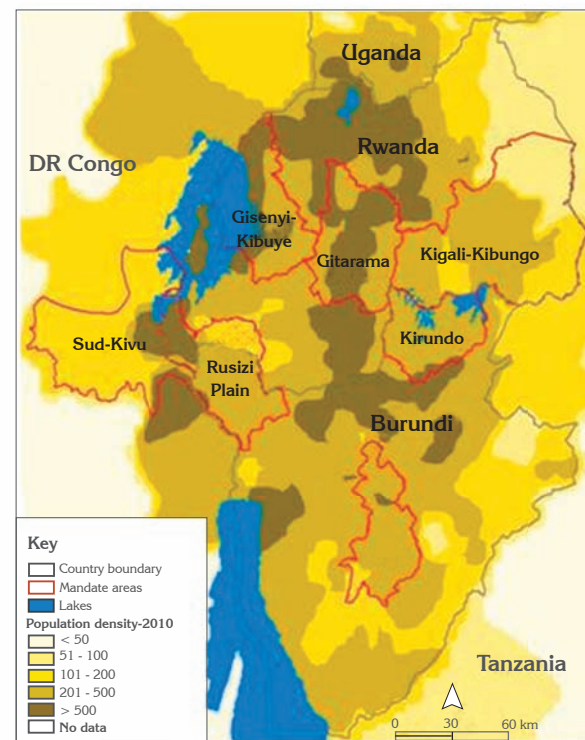 Uganda
Rwanda
DR Congo
Gisenyi-
Kibuye
Gitarama
Kigali-Kibungo
Sud-Kivu
Kirundo
Rusizi
Plain
Burundi
Key
Country boundary
Mandate areas
Lakes
Population density-2010
< 50
51 - 100
101 - 200
201 - 500
> 500
No data
Tanzania
0 30 60 km